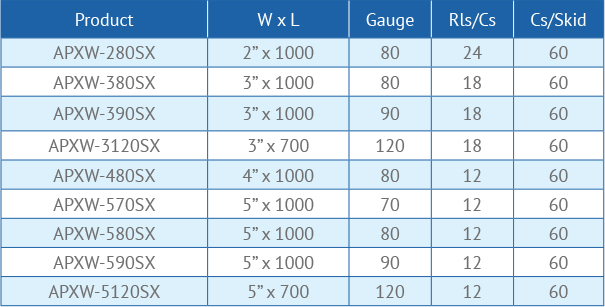 Product W x L Gauge Rls/Cs Cs/Skid
APXW-280SX 2” x 1000 80 24 60
APXW-380SX 3” x 1000 80 18 60
APXW-390SX 3” x 1000 90 18 60
APXW-3120SX 3” x 700 120 18 60
APXW-480SX 4” x 1000 80 12 60
APXW-570SX 5” x 1000 70 12 60
APXW-580SX 5” x 1000 80 12 60
APXW-590SX 5” x 1000 90 12 60
APXW-5120SX 5” x 700 120 12 60